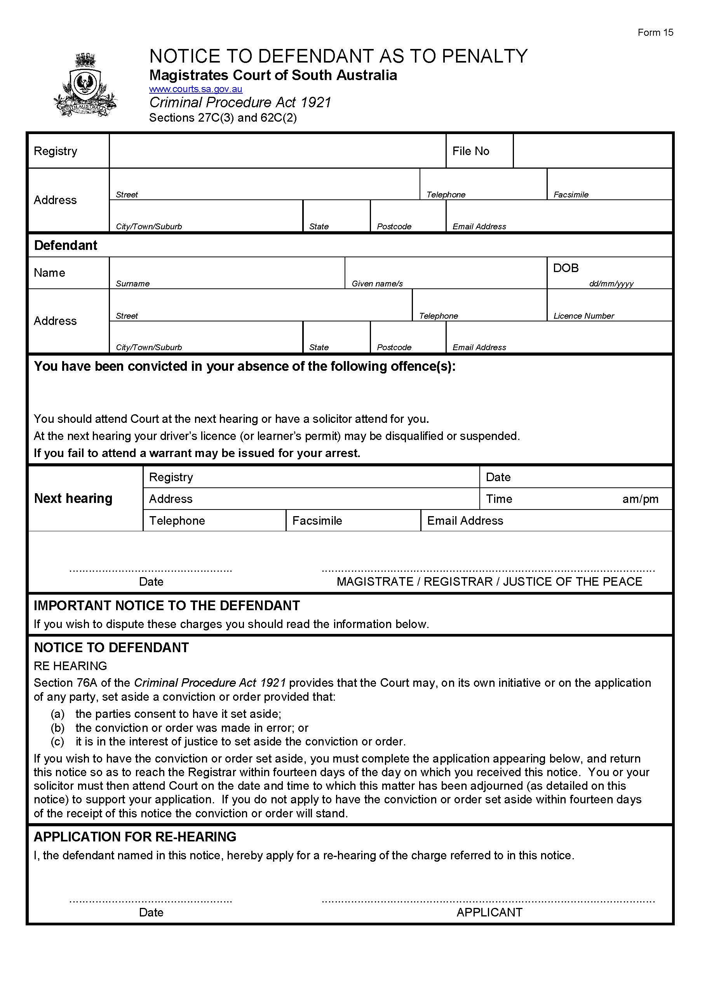 Form 15
NOTICE TO DEFENDANT AS TO PENALTY
Magistrates Court of South Australia
www.courts.sa.gov.au
Criminal Procedure Act 1921
Sections 27C(3) and 62C(2)
SOUTH AUSTRALIA
Registry
File No
Address
Street
Telephone
Facsimile
City/Town/Suburb
State
Postcode
Email Address
Defendant
Name
Surname
Given name/s
DOB
dd/mm/yyyy
Address
Street
Telephone
Licence Number
City/Town/Suburb
State
Postcode
Email Address
You have been convicted in your absence of the following offence(s):
You should attend Court at the next hearing or have a solicitor attend for you.
At the next hearing your driver's licence (or learner's permit) may be disqualified or suspended.
If you fail to attend a warrant may be issued for your arrest.
Next hearing
Registry
Date
Address
Time am/pm
Telephone
Facsimile
Email Address
.................................................. ......................................................................................................
Date
MAGISTRATE / REGISTRAR / JUSTICE OF THE PEACE
IMPORTANT NOTICE TO THE DEFENDANT
If you wish to dispute these charges you should read the information below.
NOTICE TO DEFENDANT
RE HEARING
Section 76A of the Criminal Procedure Act 1921 provides that the Court may, on its own initiative or on the application
of any party, set aside a conviction or order provided that:
(a) the parties consent to have it set aside;
(b) the conviction or order was made in error; or
(c) it is in the interest of justice to set aside the conviction or order.
If you wish to have the conviction or order set aside, you must complete the application appearing below, and return
this notice so as to reach the Registrar within fourteen days of the day on which you received this notice. You or your
solicitor must then attend Court on the date and time to which this matter has been adjourned (as detailed on this
notice) to support your application. If you do not apply to have the conviction or order set aside within fourteen days
of the receipt of this notice the conviction or order will stand.
APPLICATION FOR RE-HEARING
I, the defendant named in this notice, hereby apply for a re-hearing of the charge referred to in this notice.
.................................................. ......................................................................................................
Date
APPLICANT